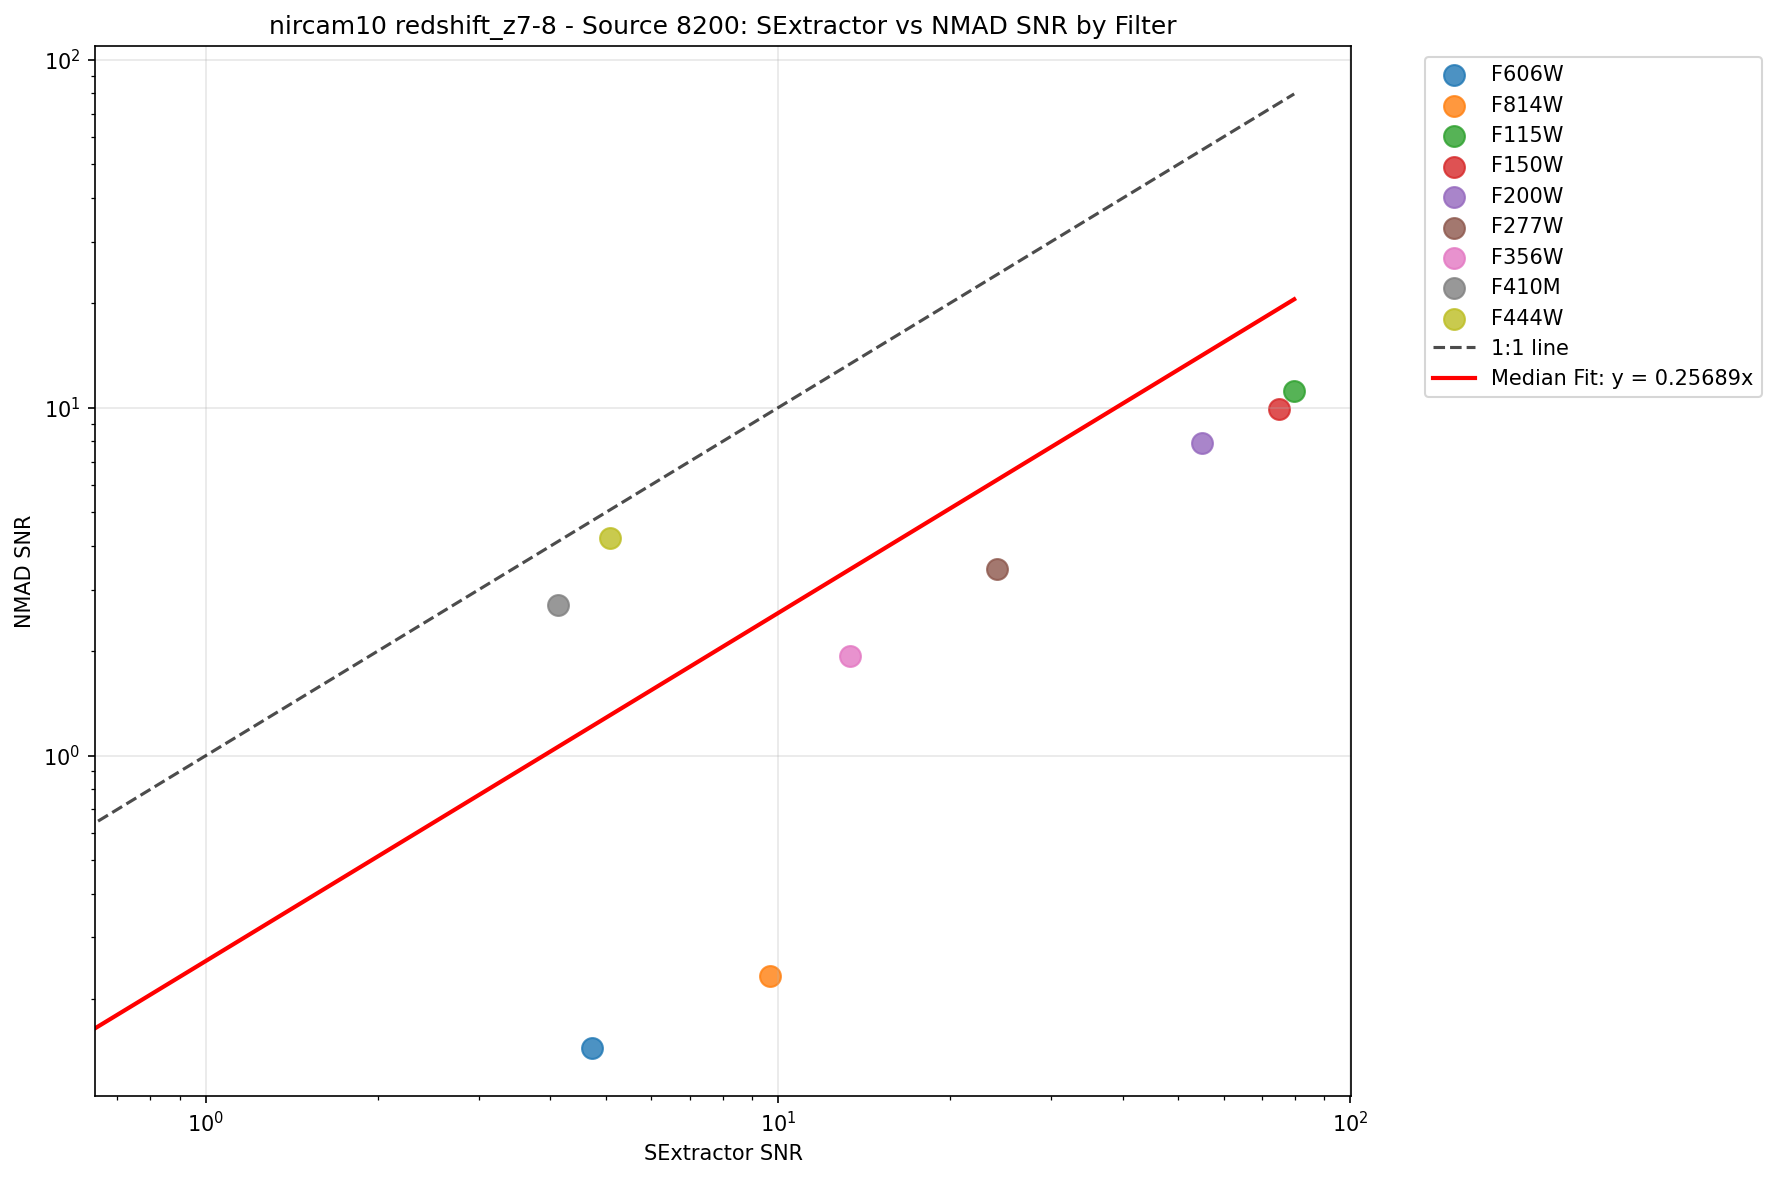 nircam10 redshift_z7-8 - Source 8200: SExtractor vs NMAD SNR by Filter
10²
10¹
10⁰
NMAD SNR
10⁰ 10¹ 10²
SExtractor SNR
F606W
F814W
F115W
F150W
F200W
F277W
F356W
F410M
F444W
1:1 line
Median Fit: y = 0.25689x